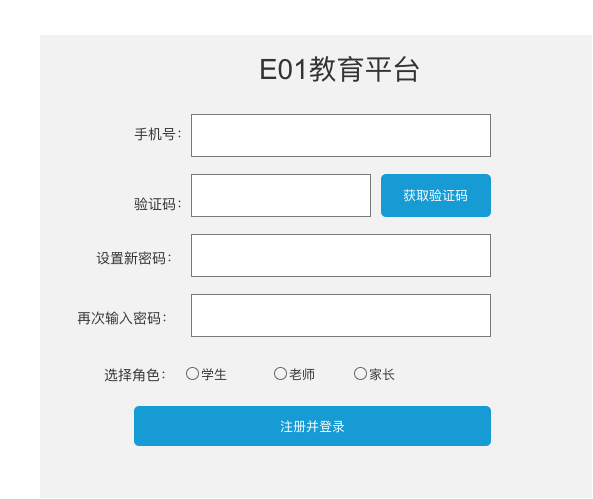 E01教育平台
手机号：
验证码：
获取验证码
设置新密码：
再次输入密码：
选择角色： 学生 老师 家长
注册并登录